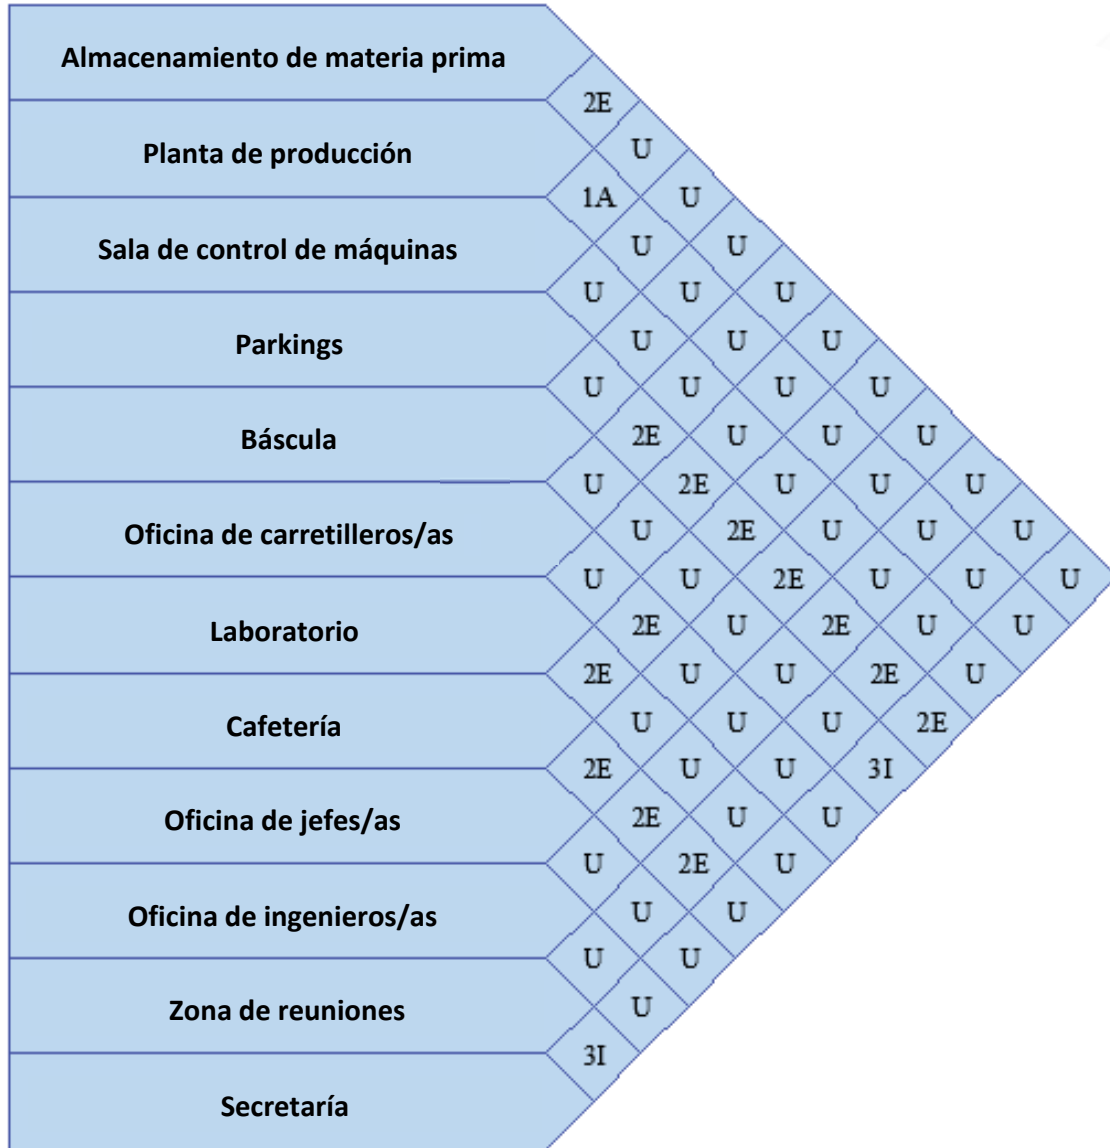 Almacenamiento de materia prima
2E
Planta de producción U
1A U
Sala de control de máquinas U U
U U U
Parkings U U U
U U U U
Báscula 2E U U U
U 2E U U U
Oficina de carretilleros/as U 2E U U U
U U 2E U U U
Laboratorio 2E U 2E U U
2E U U 2E U
Cafetería U U U 2E
2E U U 3I
Oficina de jefes/as 2E U U
U 2E U
Oficina de ingenieros/as U U
U U
Zona de reuniones U
3I
Secretaría